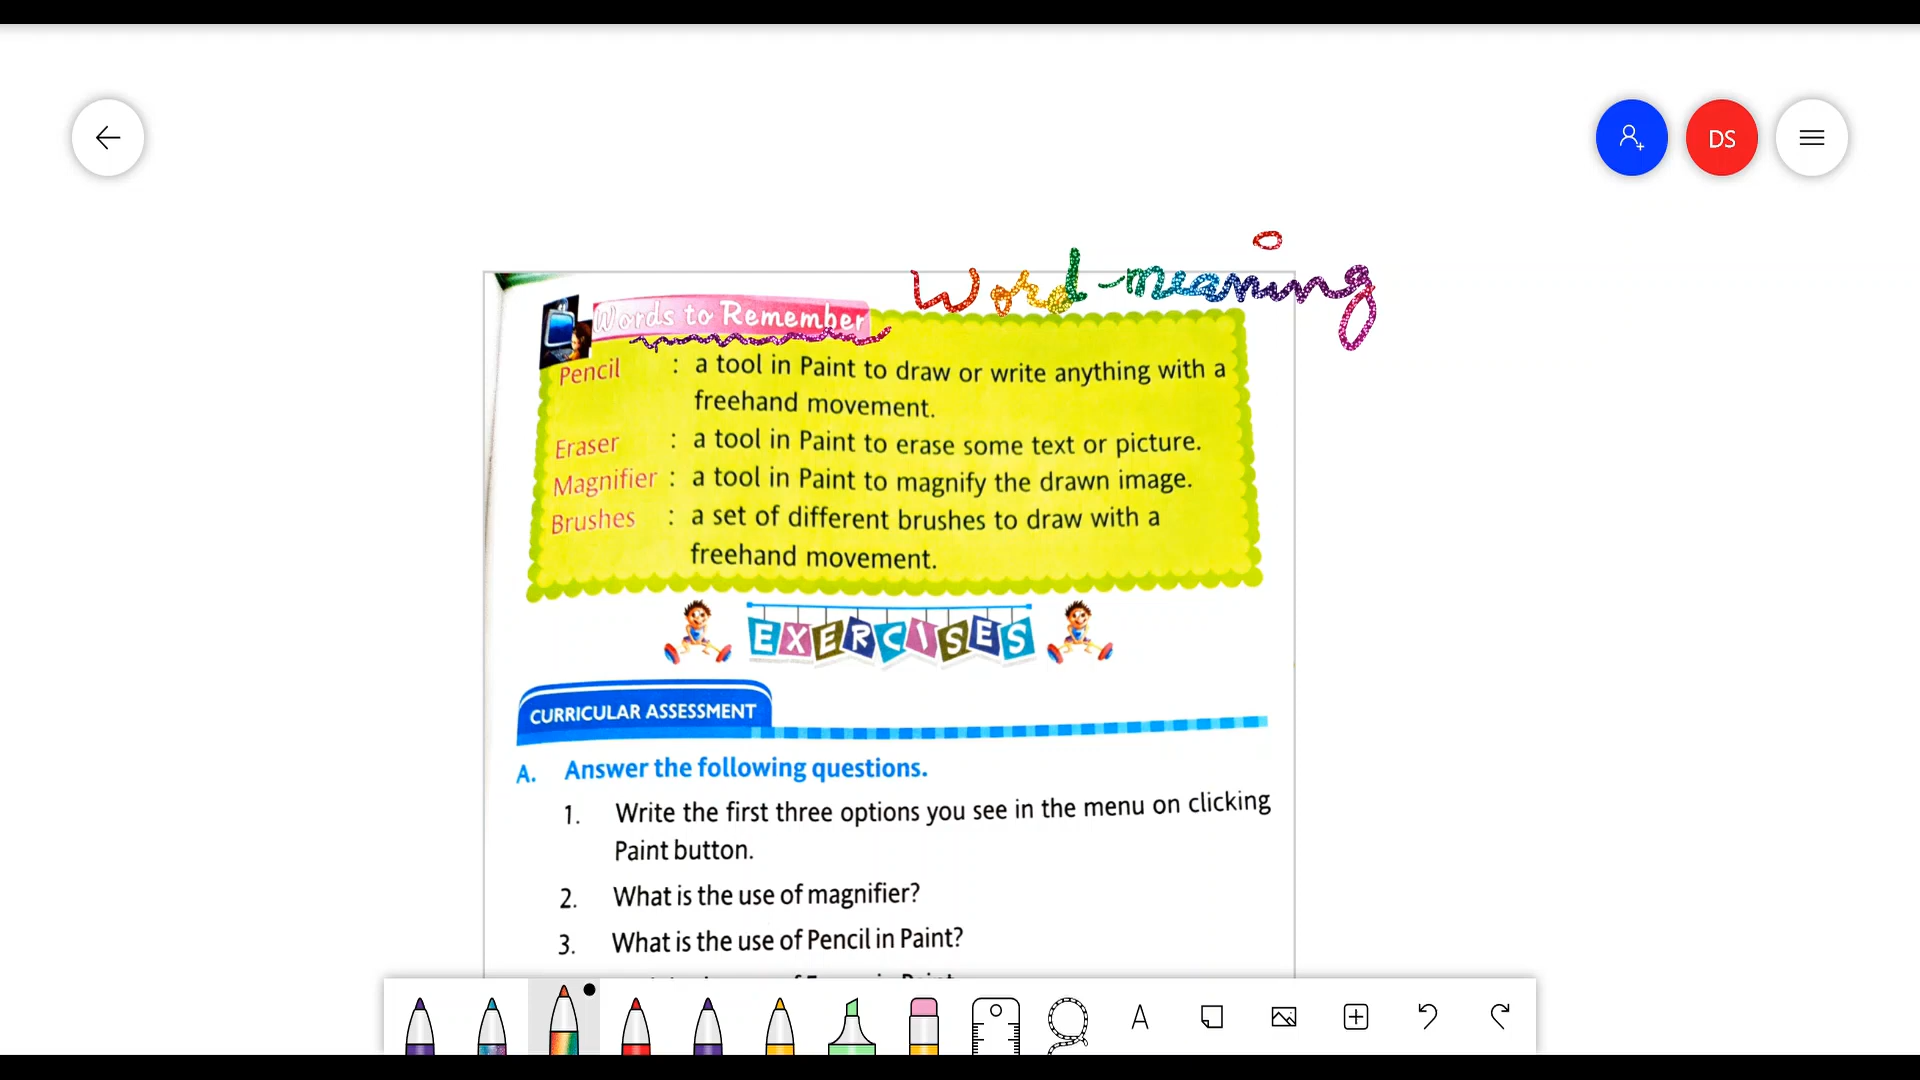 DS
Word-meaning
Words to Remember
Pencil : a tool in Paint to draw or write anything with a
freehand movement.
Eraser : a tool in Paint to erase some text or picture.
Magnifier : a tool in Paint to magnify the drawn image.
Brushes : a set of different brushes to draw with a
freehand movement.
EXERCISES
CURRICULAR ASSESSMENT
A. Answer the following questions.
1. Write the first three options you see in the menu on clicking
Paint button.
2. What is the use of magnifier?
3. What is the use of Pencil in Paint?
A